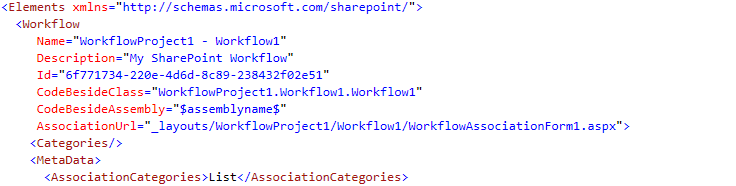 <Elements xmlns="http://schemas.microsoft.com/sharepoint/">
<Workflow
Name="WorkflowProject1 - Workflow1"
Description="My SharePoint Workflow"
Id="6f771734-220e-4d6d-8c89-238432f02e51"
CodeBesideClass="WorkflowProject1.Workflow1.Workflow1"
CodeBesideAssembly="$assemblyname$"
AssociationUrl="_layouts/WorkflowProject1/Workflow1/WorkflowAssociationForm1.aspx">
<Categories/>
<MetaData>
<AssociationCategories>List</AssociationCategories>